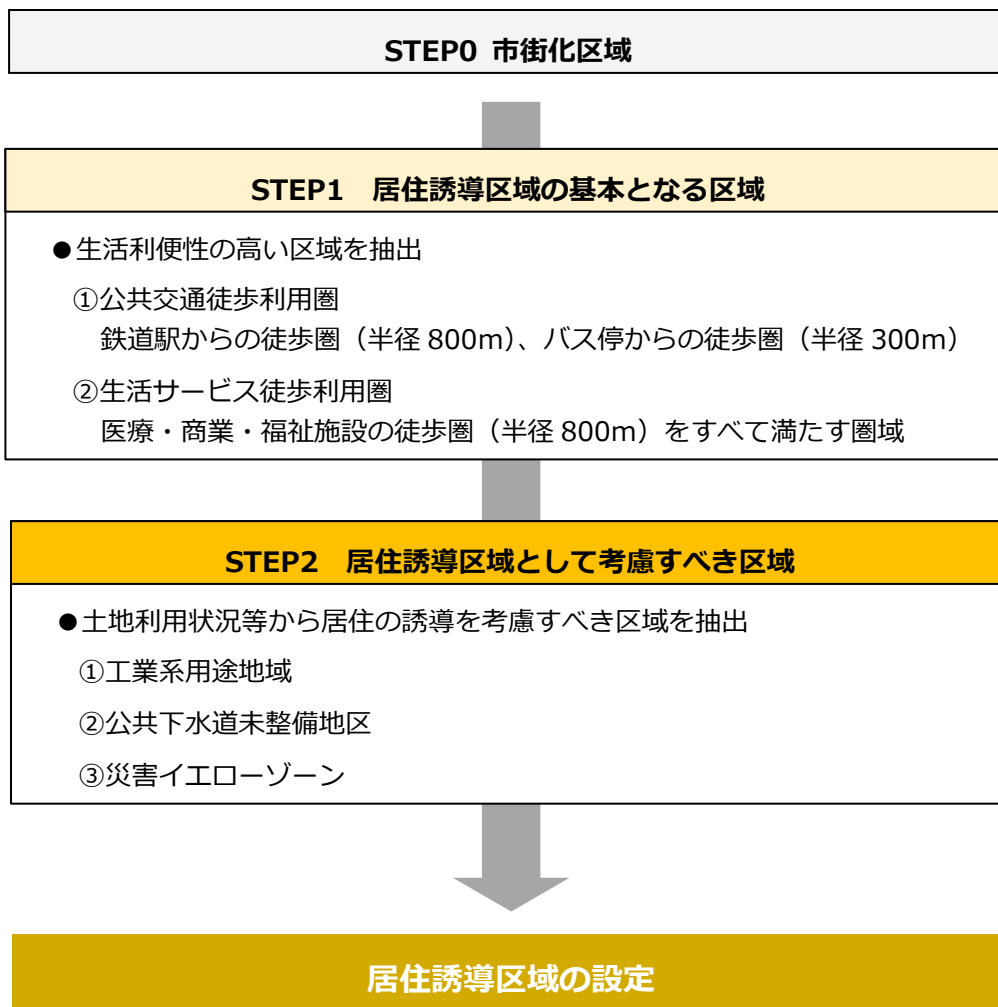 STEP0 市街化区域
STEP1 居住誘導区域の基本となる区域
●生活利便性の高い区域を抽出
①公共交通徒歩利用圏
鉄道駅からの徒歩圏（半径 800m）、バス停からの徒歩圏（半径 300m）
②生活サービス徒歩利用圏
医療・商業・福祉施設の徒歩圏（半径 800m）をすべて満たす圏域
STEP2 居住誘導区域として考慮すべき区域
●土地利用状況等から居住の誘導を考慮すべき区域を抽出
①工業系用途地域
②公共下水道未整備地区
③災害イエローゾーン
居住誘導区域の設定